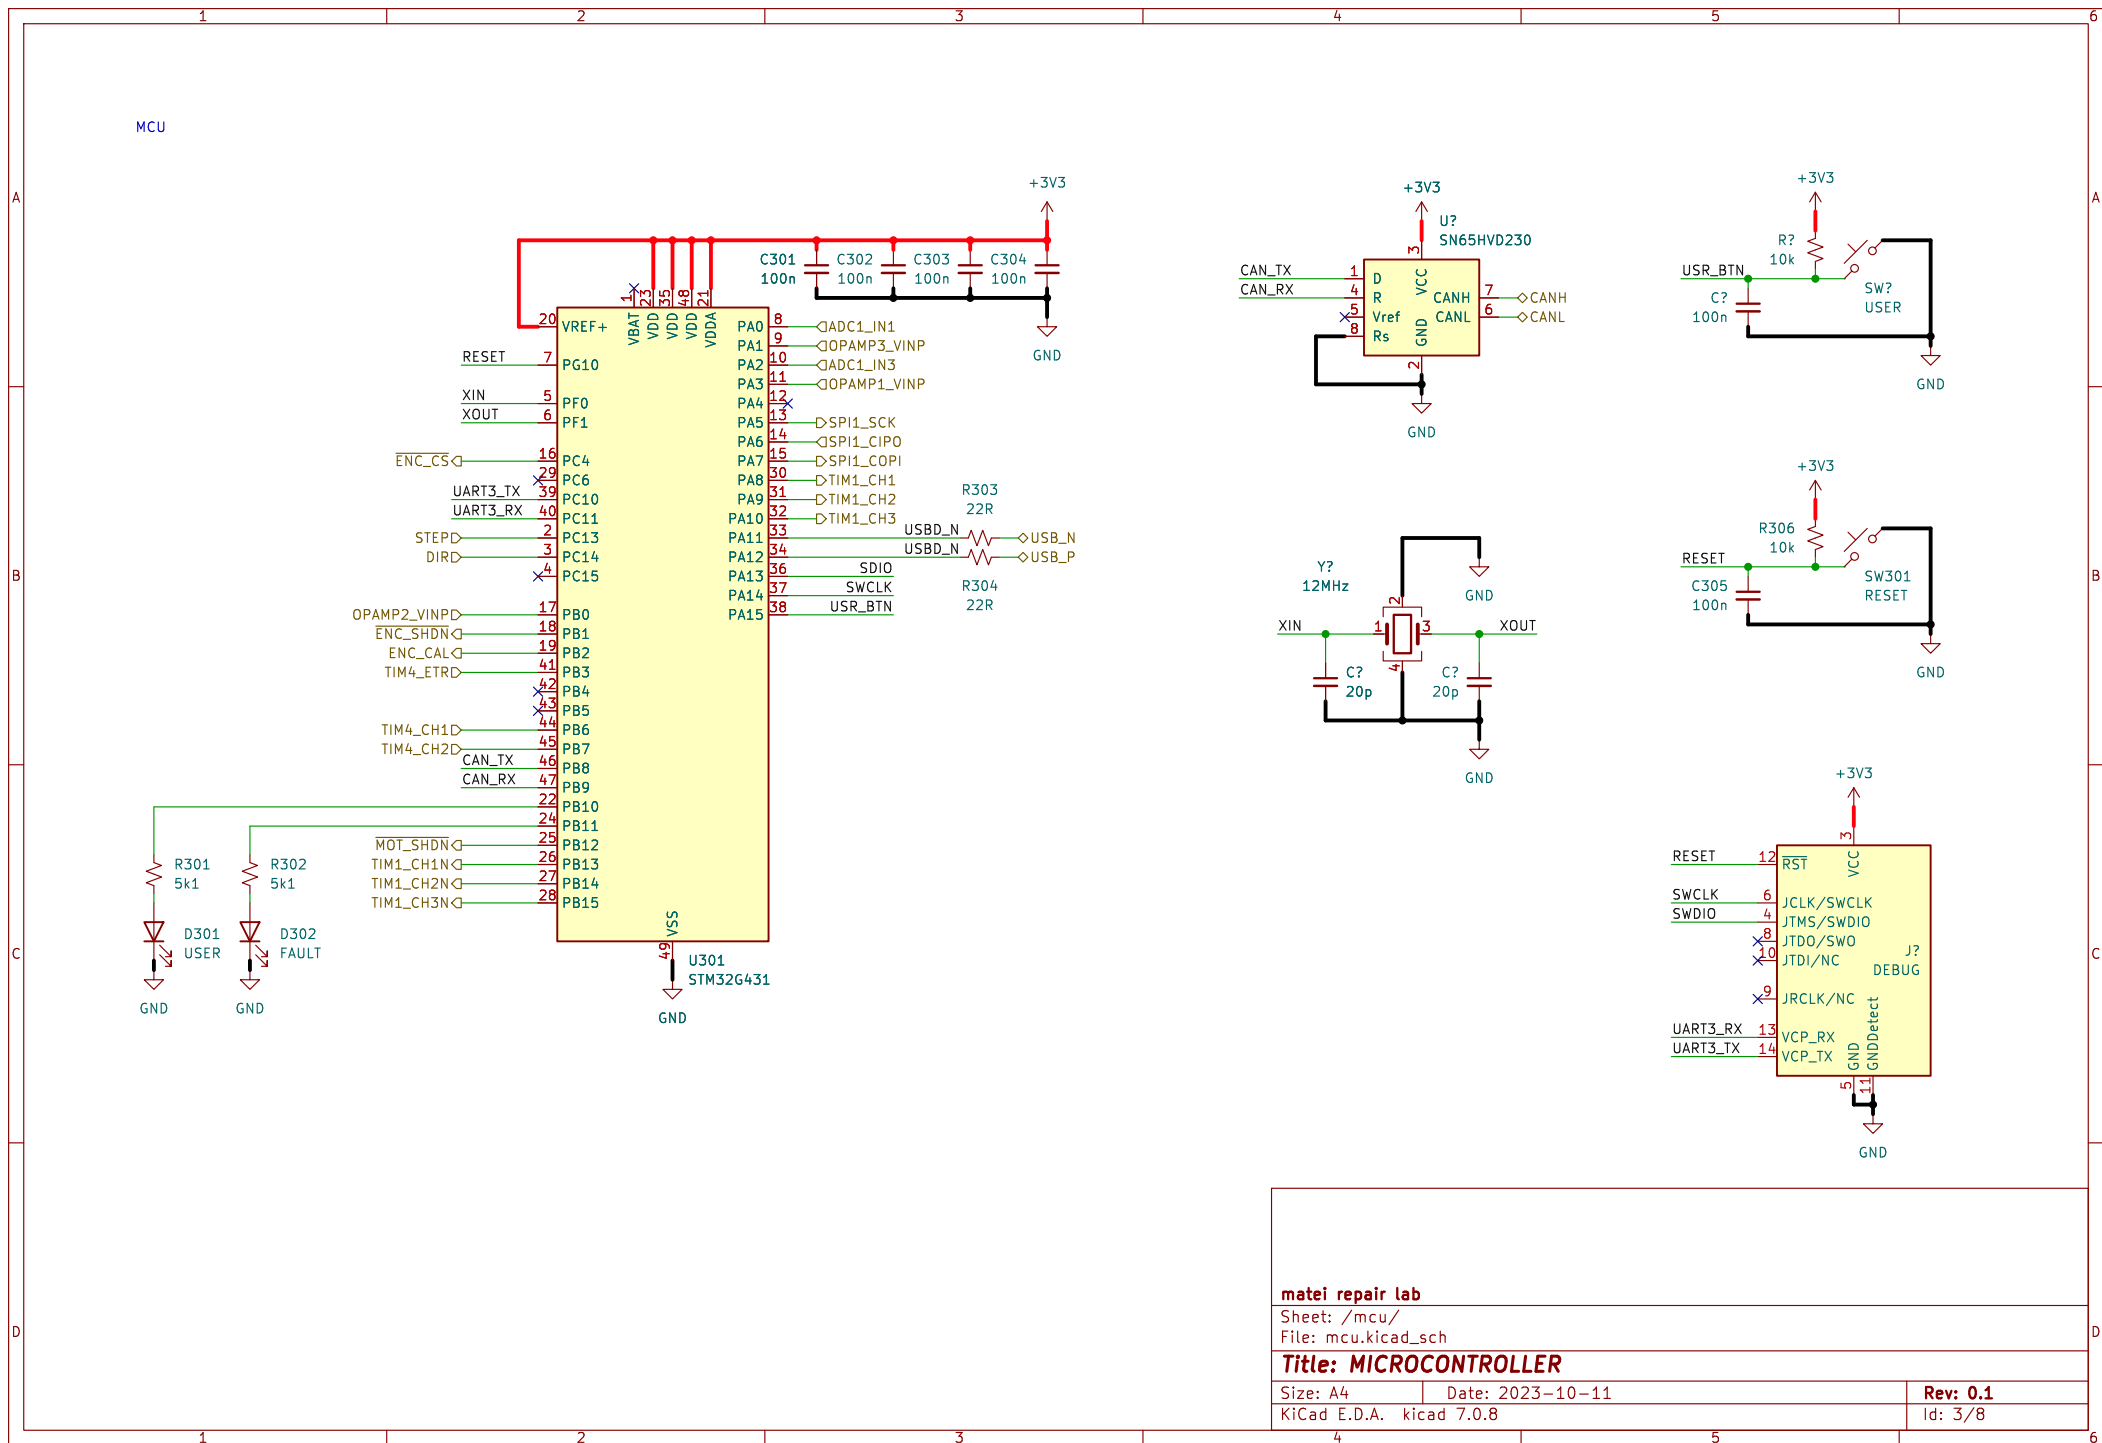 1 2 3 4 5 6
A
B
C
D
MCU
+3V3
C301
100n
C302
100n
C303
100n
C304
100n
GND
1 23 35 48 21
VBAT VDD VDD VDD VDDA
20 VREF+
7 PG10
5 PF0
6 PF1
16 PC4
29 PC6
39 PC10
40 PC11
2 PC13
3 PC14
4 PC15
17 PB0
18 PB1
19 PB2
41 PB3
42 PB4
43 PB5
44 PB6
45 PB7
46 PB8
47 PB9
22 PB10
24 PB11
25 PB12
26 PB13
27 PB14
28 PB15
RESET
XIN
XOUT
ENC_CS
UART3_TX
UART3_RX
STEP
DIR
OPAMP2_VINP
ENC_SHDN
ENC_CAL
TIM4_ETR
TIM4_CH1
TIM4_CH2
CAN_TX
CAN_RX
MOT_SHDN
TIM1_CH1N
TIM1_CH2N
TIM1_CH3N
PA0 8 ADC1_IN1
PA1 9 OPAMP3_VINP
PA2 10 ADC1_IN3
PA3 11 OPAMP1_VINP
PA4 12
PA5 13 SPI1_SCK
PA6 14 SPI1_CIPO
PA7 15 SPI1_COPI
PA8 30 TIM1_CH1
PA9 31 TIM1_CH2
PA10 32 TIM1_CH3
PA11 33 USBD_N USB_N
PA12 34 USBD_N USB_P
PA13 36 SDIO
PA14 37 SWCLK
PA15 38 USR_BTN
R303
22R
R304
22R
VSS
49
U301
STM32G431
GND
R301
5k1
R302
5k1
D301
USER
D302
FAULT
GND
GND
+3V3
U?
SN65HVD230
CAN_TX 1 D
CAN_RX 4 R
5 Vref
8 Rs
3 VCC
GND 2
CANH 7 CANH
CANL 6 CANL
GND
+3V3
R?
10k
USR_BTN
C?
100n
SW?
USER
GND
+3V3
R306
10k
RESET
C305
100n
SW301
RESET
GND
Y?
12MHz
GND
2
XIN 1 3 XOUT
4
C?
20p
C?
20p
GND
+3V3
3
VCC
RESET 12 RST
SWCLK 6 JCLK/SWCLK
SWDIO 4 JTMS/SWDIO
8 JTDO/SWO
10 JTDI/NC
9 JRCLK/NC
UART3_RX 13 VCP_RX
UART3_TX 14 VCP_TX
J?
DEBUG
GND GNDDetect
5 11
GND
matei repair lab
Sheet: /mcu/
File: mcu.kicad_sch
Title: MICROCONTROLLER
Size: A4 Date: 2023-10-11 Rev: 0.1
KiCad E.D.A. kicad 7.0.8 Id: 3/8
A
B
C
D
1 2 3 4 5 6